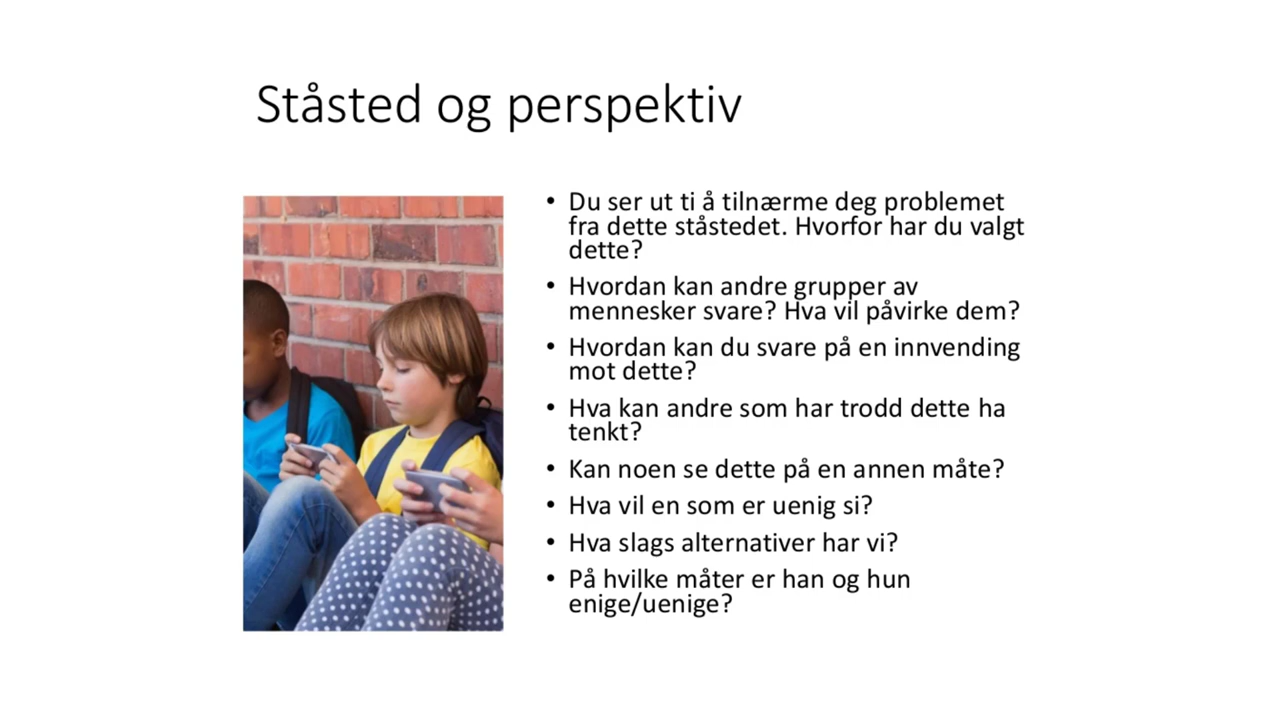 Ståsted og perspektiv
• Du ser ut ti å tilnærme deg problemet
fra dette ståstedet. Hvorfor har du valgt
dette?
• Hvordan kan andre grupper av
mennesker svare? Hva vil påvirke dem?
• Hvordan kan du svare på en innvending
mot dette?
• Hva kan andre som har trodd dette ha
tenkt?
• Kan noen se dette på en annen måte?
• Hva vil en som er uenig si?
• Hva slags alternativer har vi?
• På hvilke måter er han og hun
enige/uenige?